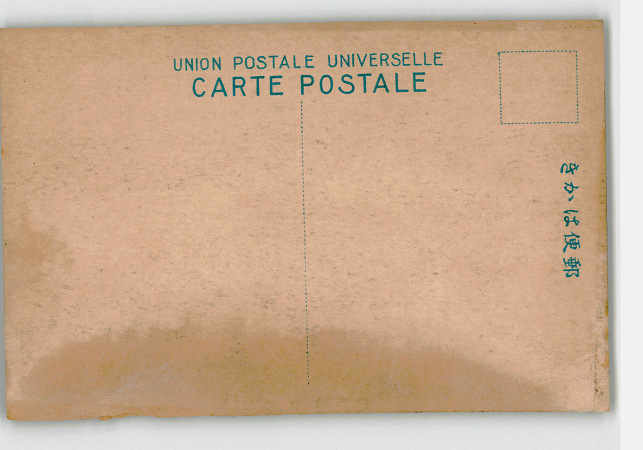 UNION POSTALE UNIVERSELLE
CARTE POSTALE
きかは便郵